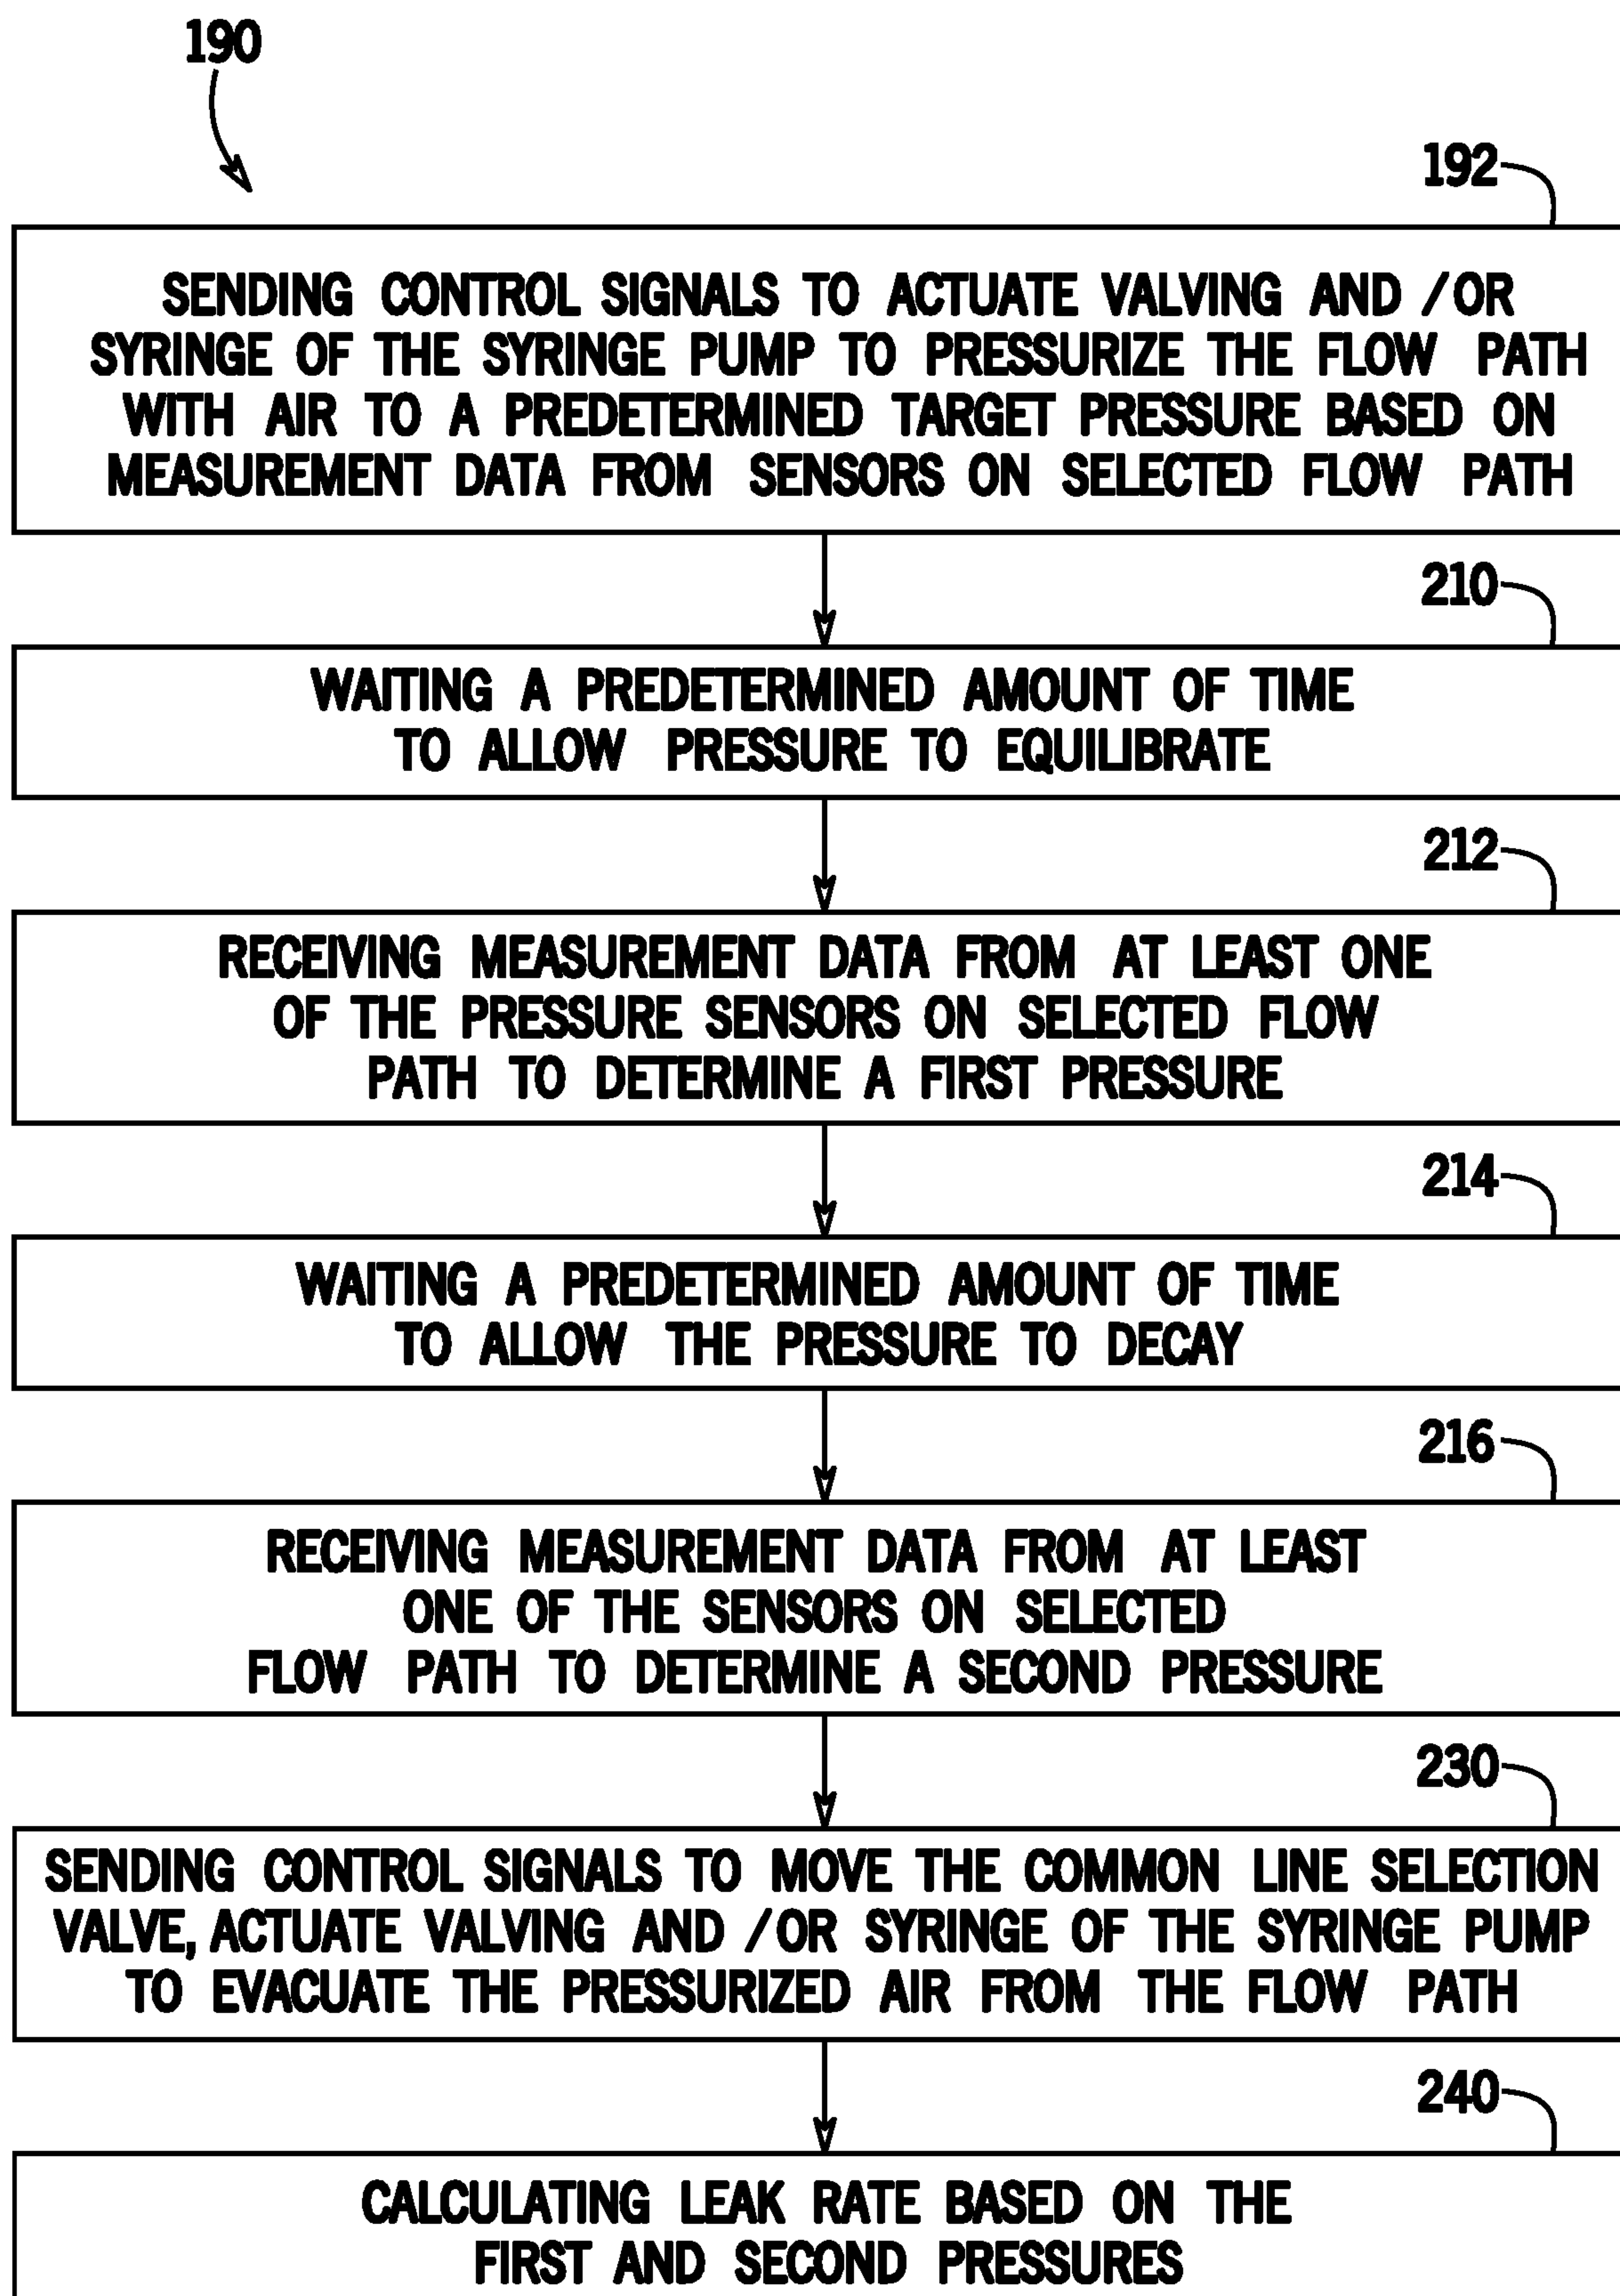 190
192
SENDING CONTROL SIGNALS TO ACTUATE VALVING AND /OR
SYRINGE OF THE SYRINGE PUMP TO PRESSURIZE THE FLOW PATH
WITH AIR TO A PREDETERMINED TARGET PRESSURE BASED ON
MEASUREMENT DATA FROM SENSORS ON SELECTED FLOW PATH
210
WAITING A PREDETERMINED AMOUNT OF TIME
TO ALLOW PRESSURE TO EQUILIBRATE
212
RECEIVING MEASUREMENT DATA FROM AT LEAST ONE
OF THE PRESSURE SENSORS ON SELECTED FLOW
PATH TO DETERMINE A FIRST PRESSURE
214
WAITING A PREDETERMINED AMOUNT OF TIME
TO ALLOW THE PRESSURE TO DECAY
216
RECEIVING MEASUREMENT DATA FROM AT LEAST
ONE OF THE SENSORS ON SELECTED
FLOW PATH TO DETERMINE A SECOND PRESSURE
230
SENDING CONTROL SIGNALS TO MOVE THE COMMON LINE SELECTION
VALVE, ACTUATE VALVING AND /OR SYRINGE OF THE SYRINGE PUMP
TO EVACUATE THE PRESSURIZED AIR FROM THE FLOW PATH
240
CALCULATING LEAK RATE BASED ON THE
FIRST AND SECOND PRESSURES